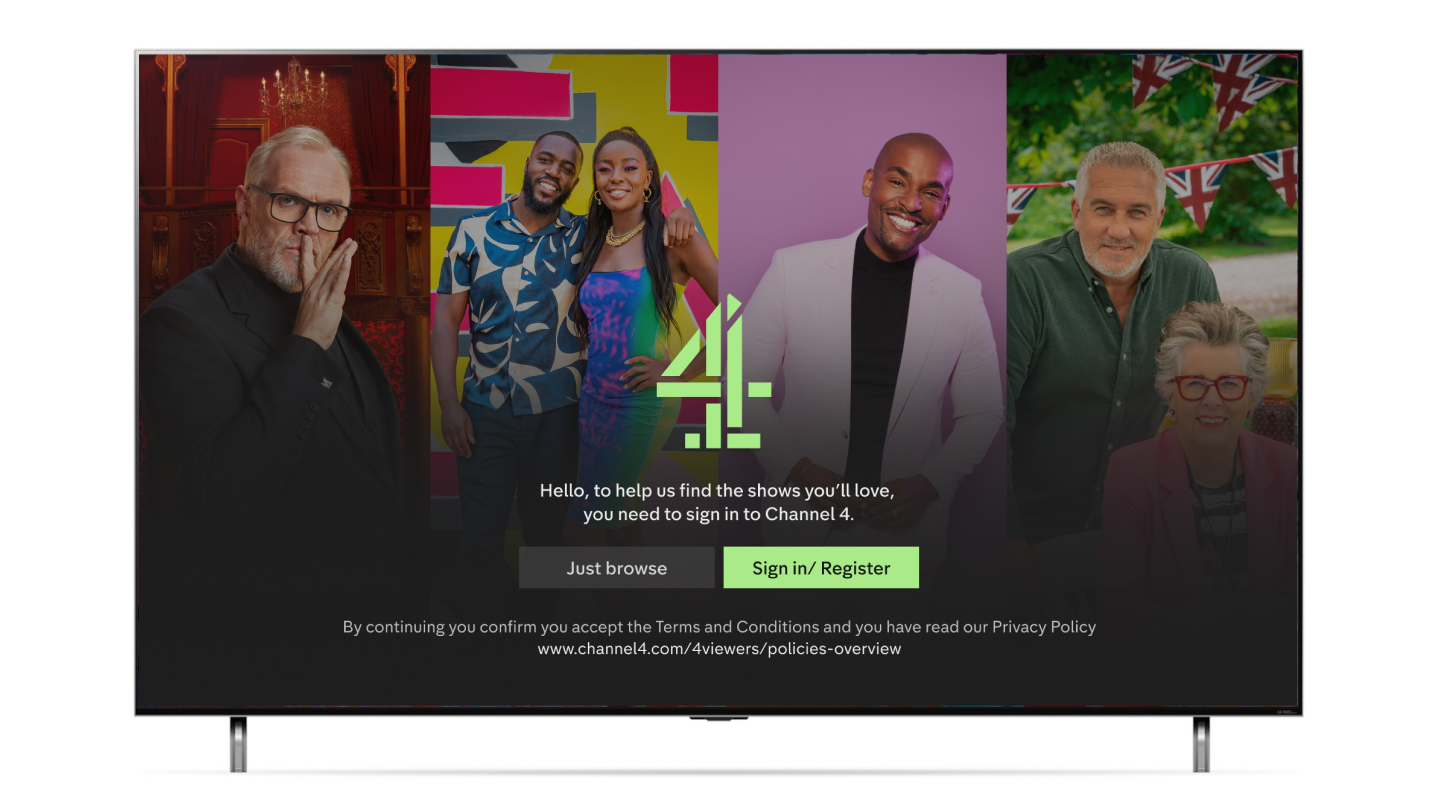 4
Hello, to help us find the shows you'll love,
you need to sign in to Channel 4.
Just browse
Sign in/ Register
By continuing you confirm you accept the Terms and Conditions and you have read our Privacy Policy
www.channel4.com/4viewers/policies-overview